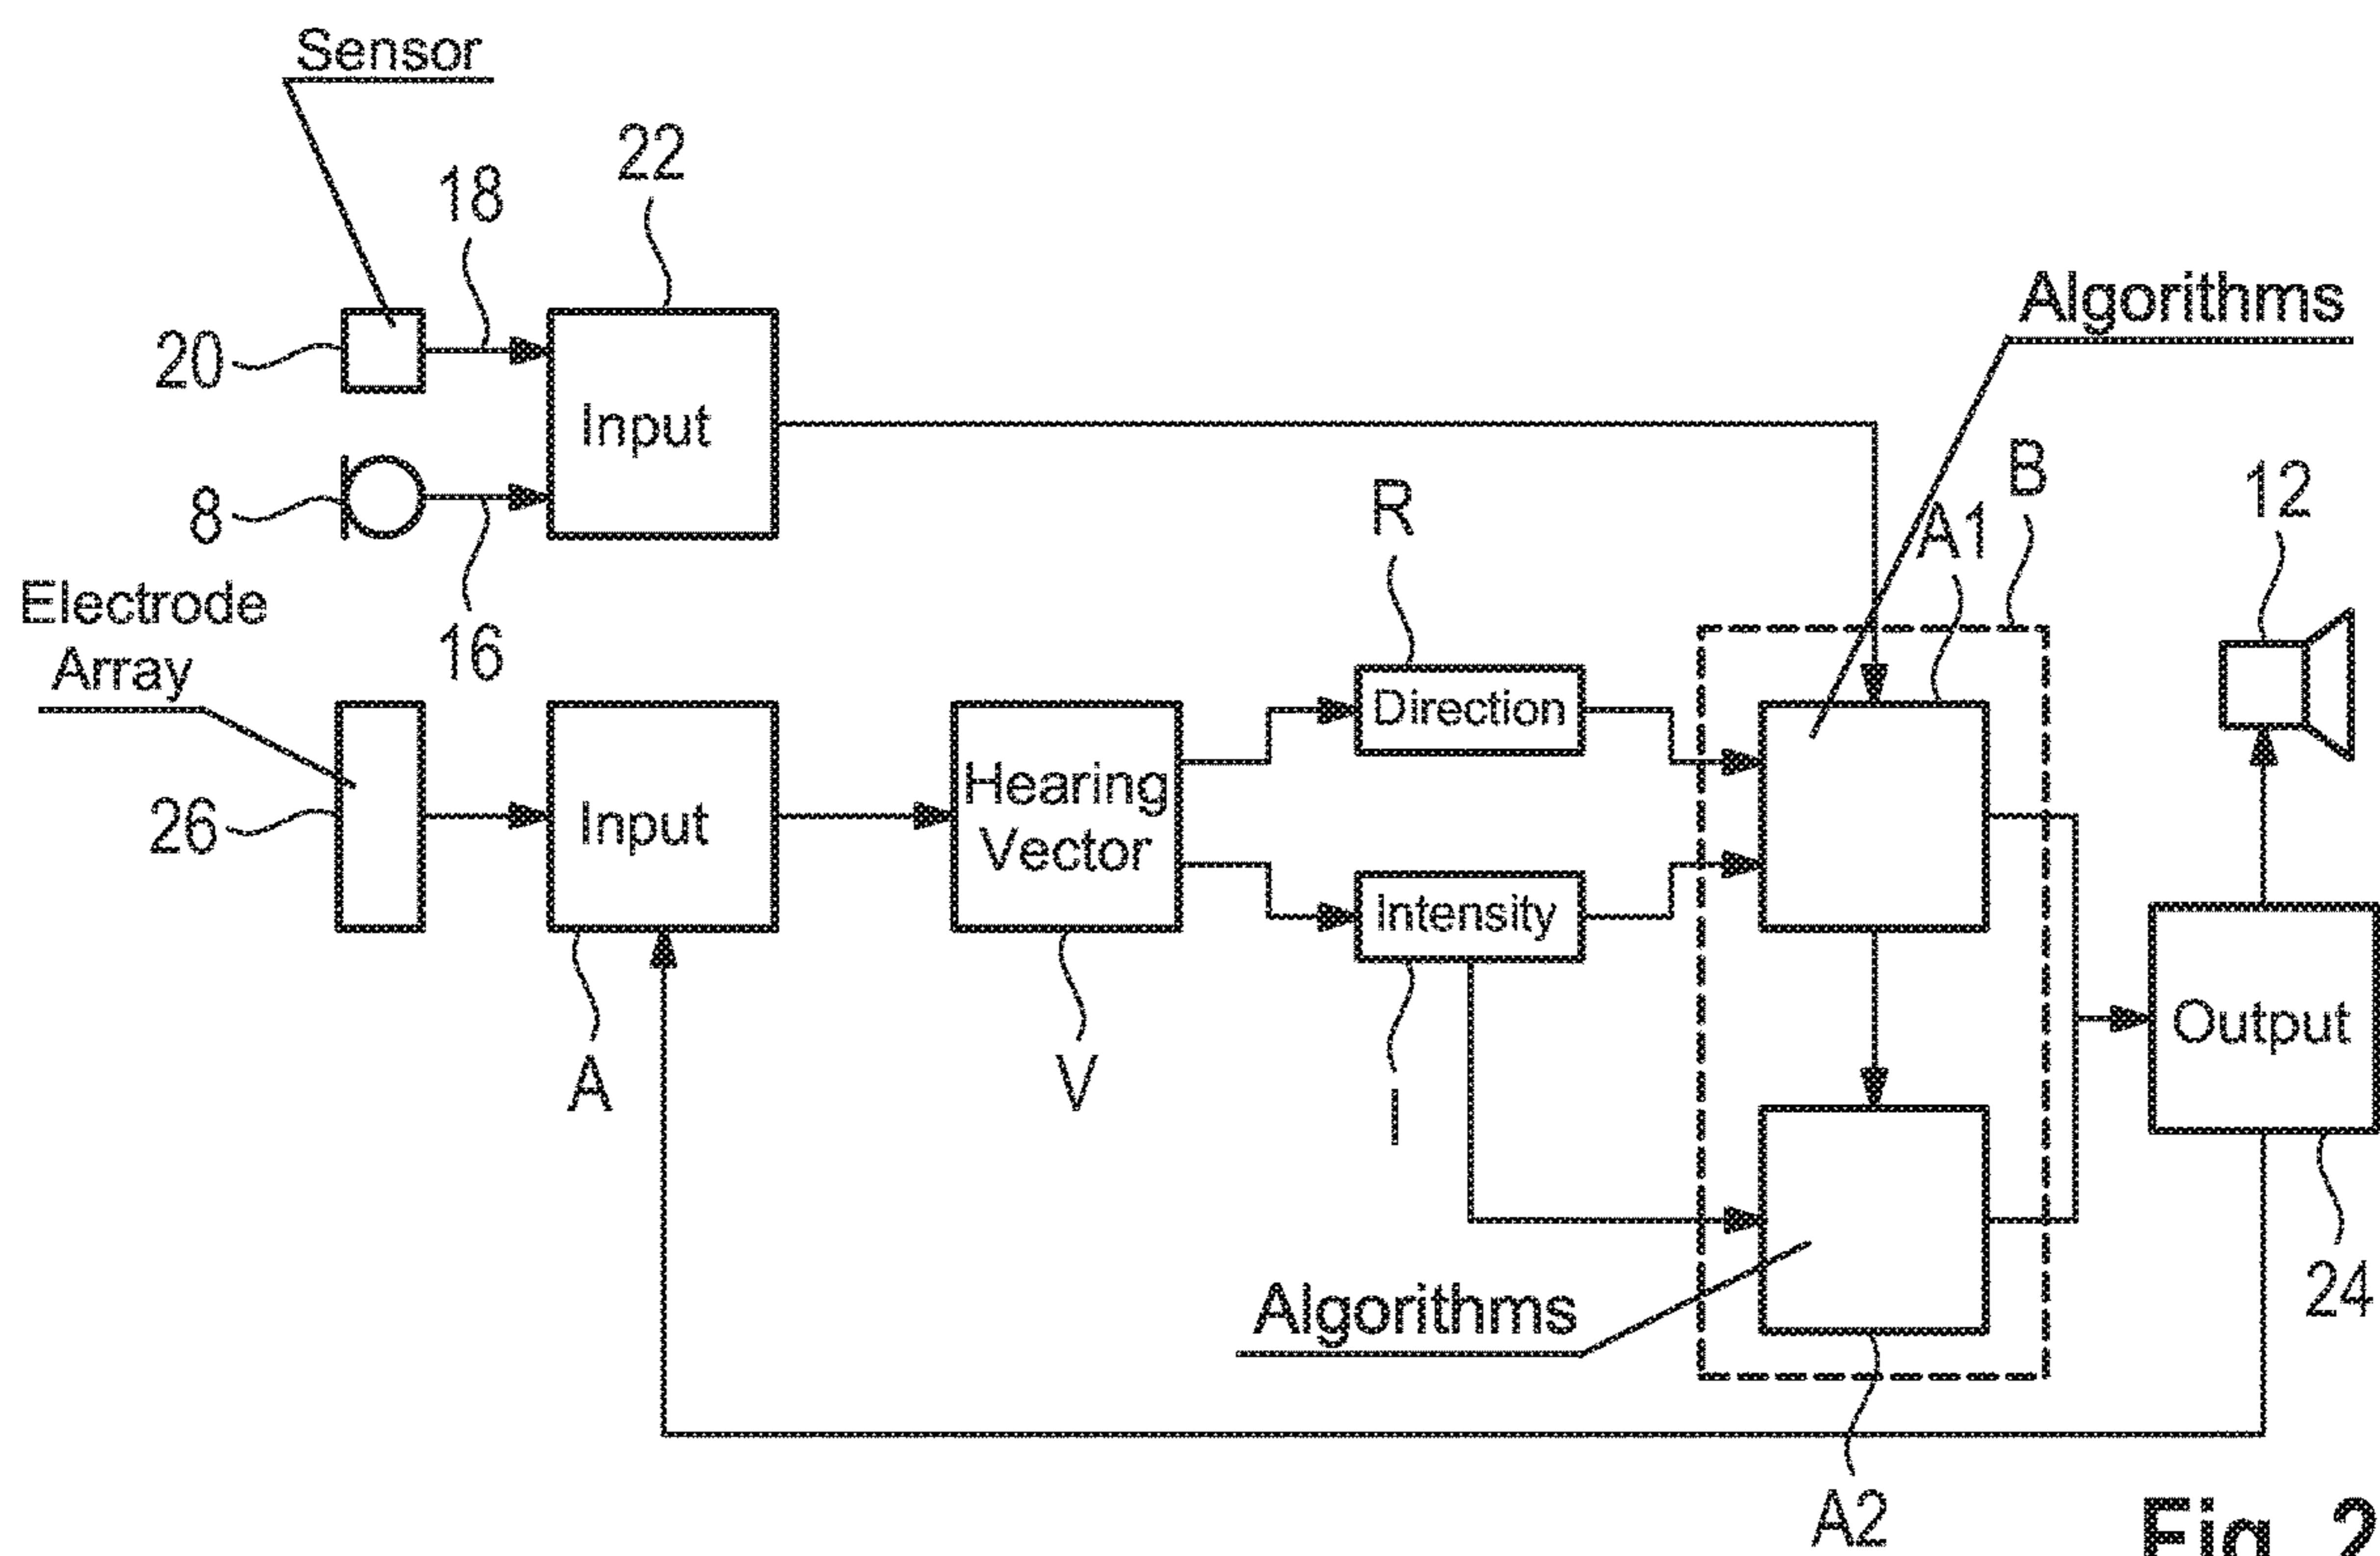 Sensor
22
18
20
Input
Algorithms
8
16
R
A1
B
12
Electrode
Array
26
Input
Hearing
Vector
Direction
Intensity
A
V
I
Output
24
Algorithms
A2
Fig. 2